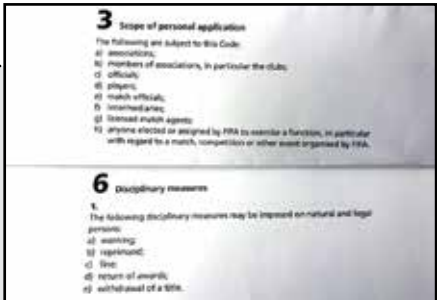 3 Scope of personal application
The following are subject to this Code:
a) associations;
b) members of associations, in particular the clubs;
c) officials;
d) players;
e) match officials;
f) intermediaries;
g) licensed match agents;
h) anyone elected or assigned by FIFA to exercise a function, in particular
with regard to a match, competition or other event organised by FIFA.
6 Disciplinary measures
1.
The following disciplinary measures may be imposed on natural and legal
persons:
a) warning;
b) reprimand;
c) fine;
d) return of awards;
e) withdrawal of a title.